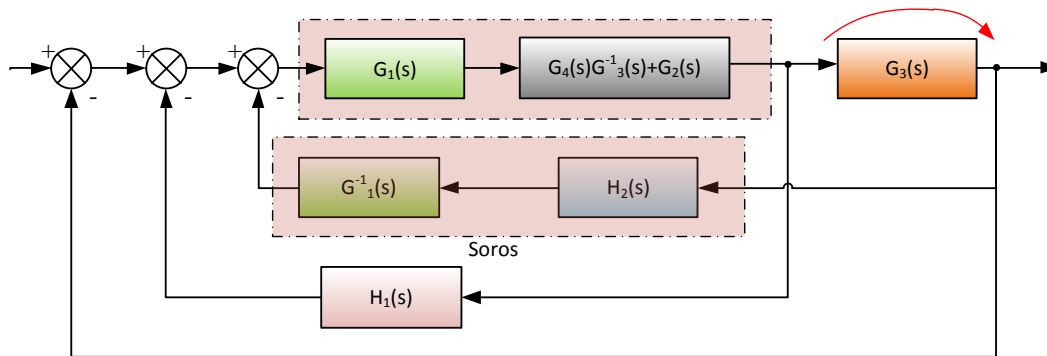 + + +
- - -
G₁(s) G₄(s)G⁻¹₃(s)+G₂(s) G₃(s)
G⁻¹₁(s) H₂(s)
Soros
H₁(s)